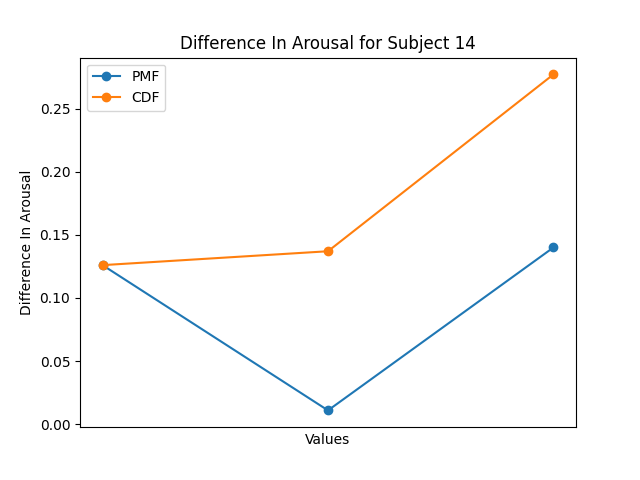 Difference In Arousal for Subject 14
PMF
CDF
0.25
0.20
0.15
0.10
0.05
0.00
Difference In Arousal
Values